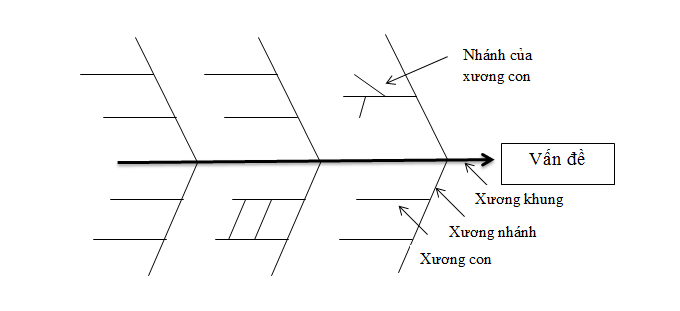 Nhánh của
xương con
Vấn đề
Xương khung
Xương nhánh
Xương con